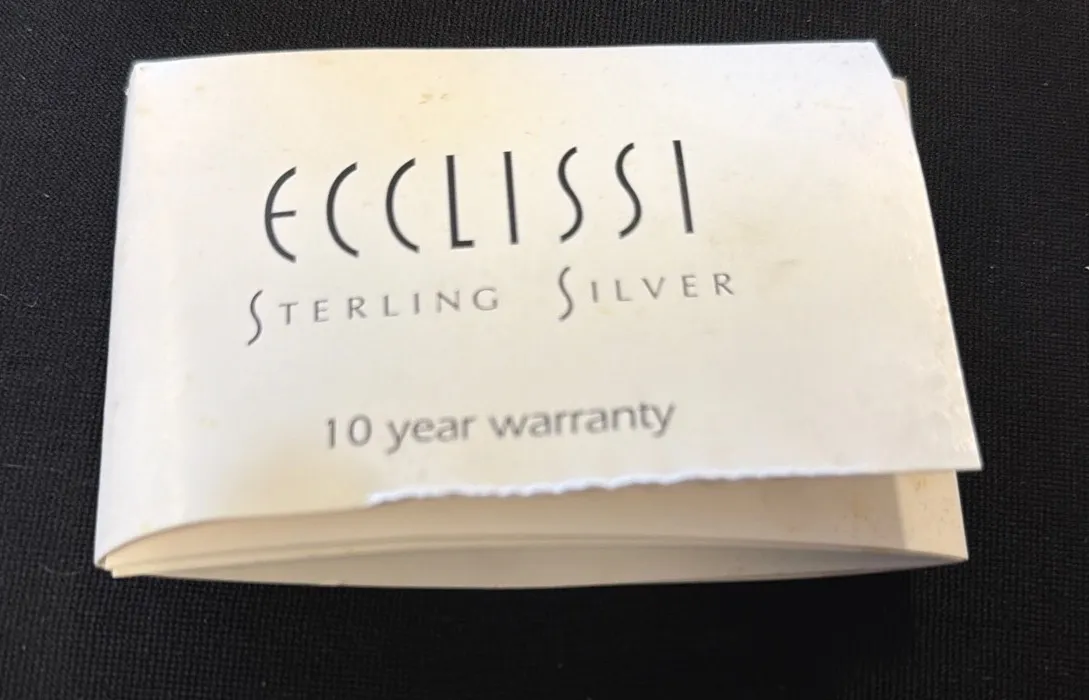 ECCLISSI
STERLING SILVER
10 year warranty